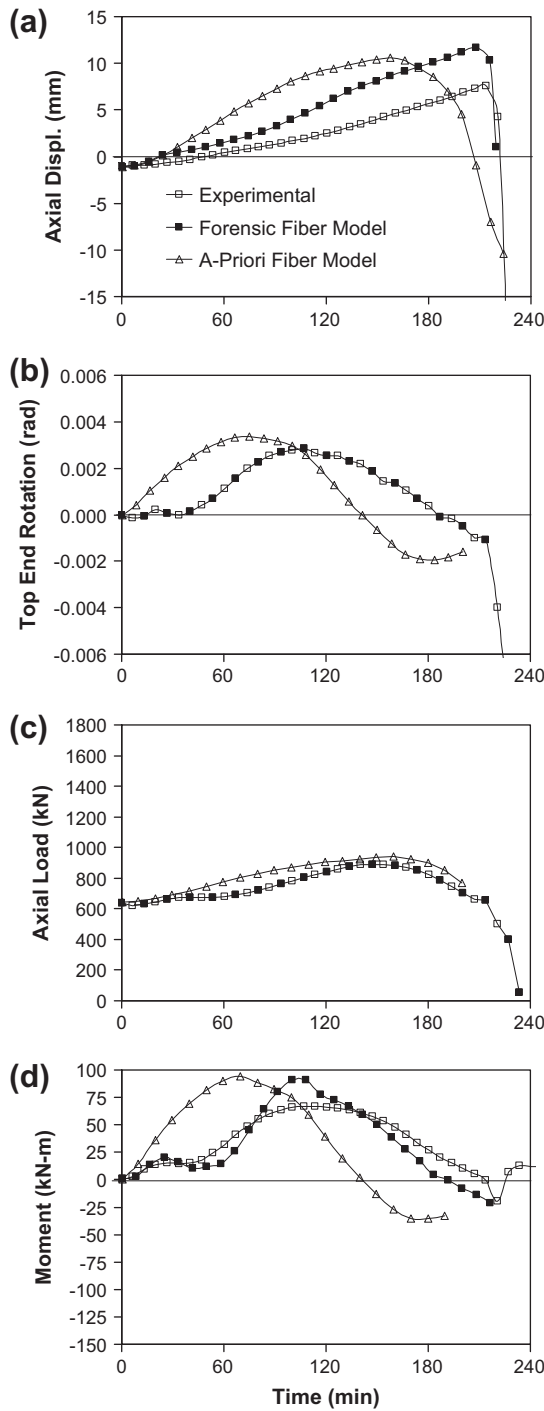 (a)
Axial Displ. (mm)
15
10
5
0
-5
-10
-15
Experimental
Forensic Fiber Model
A-Priori Fiber Model
0 60 120 180 240
(b)
Top End Rotation (rad)
0.006
0.004
0.002
0.000
-0.002
-0.004
-0.006
0 60 120 180 240
(c)
Axial Load (kN)
1800
1600
1400
1200
1000
800
600
400
200
0
0 60 120 180 240
(d)
Moment (kN-m)
100
75
50
25
0
-25
-50
-75
-100
-125
-150
0 60 120 180 240
Time (min)